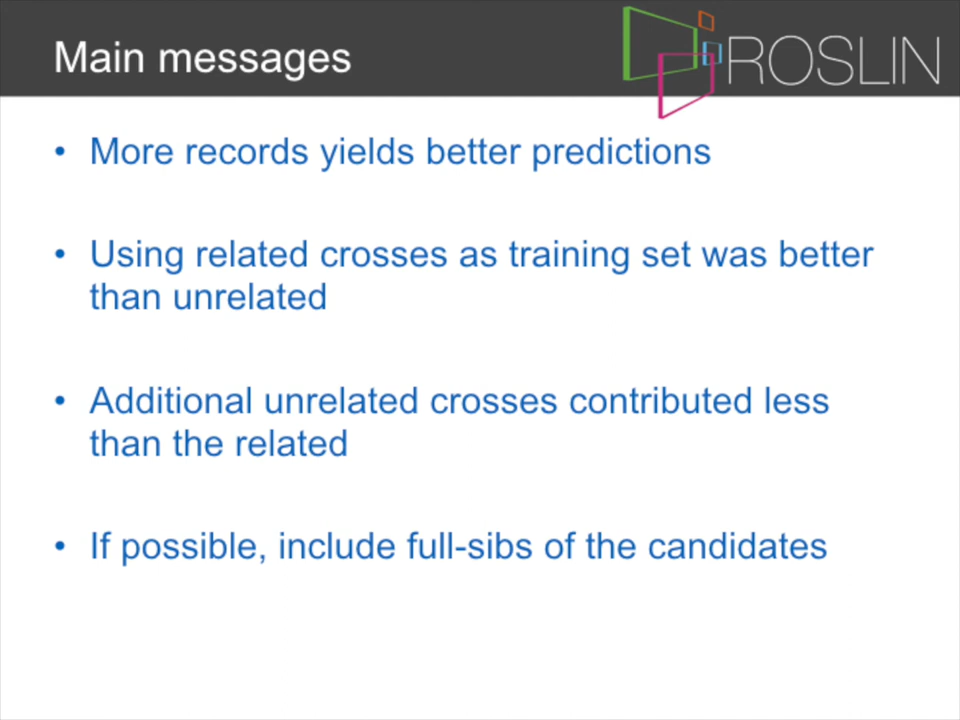 Main messages
ROSLIN
• More records yields better predictions
• Using related crosses as training set was better
than unrelated
• Additional unrelated crosses contributed less
than the related
• If possible, include full-sibs of the candidates